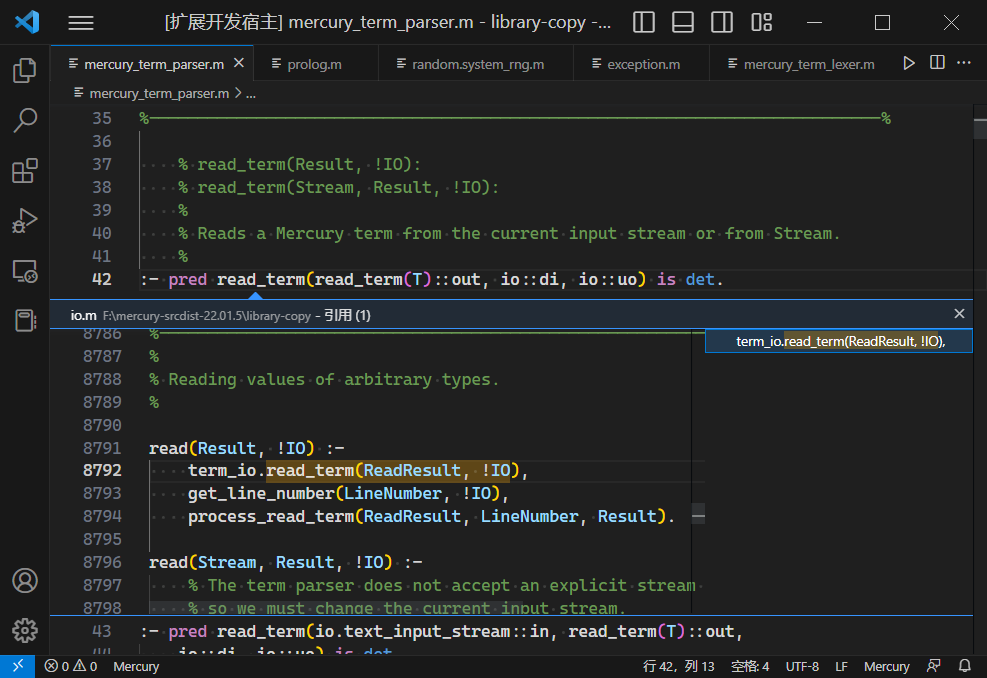 [扩展开发宿主] mercury_term_parser.m - library-copy -...
mercury_term_parser.m
prolog.m
random.system_rng.m
exception.m
mercury_term_lexer.m
mercury_term_parser.m > ...
35 %---------------------------------------------------------------------------%
36
37 % read_term(Result, !IO):
38 % read_term(Stream, Result, !IO):
39 %
40 % Reads a Mercury term from the current input stream or from Stream.
41 %
42 :- pred read_term(read_term(T)::out, io::di, io::uo) is det.
io.m F:\mercury-srcdist-22.01.5\library-copy - 引用 (1)
8786 %---------------------------------------------------------------------------
8787 %
8788 % Reading values of arbitrary types.
8789 %
8790
8791 read(Result, !IO) :-
8792 term_io.read_term(ReadResult, !IO),
8793 get_line_number(LineNumber, !IO),
8794 process_read_term(ReadResult, LineNumber, Result).
8795
8796 read(Stream, Result, !IO) :-
8797 % The term parser does not accept an explicit stream
8798 % so we must change the current input stream.
term_io.read_term(ReadResult, !IO),
43 :- pred read_term(io.text_input_stream::in, read_term(T)::out,
44 io::di, io::uo) is det.
0 0 Mercury
行 42，列 13 空格: 4 UTF-8 LF Mercury